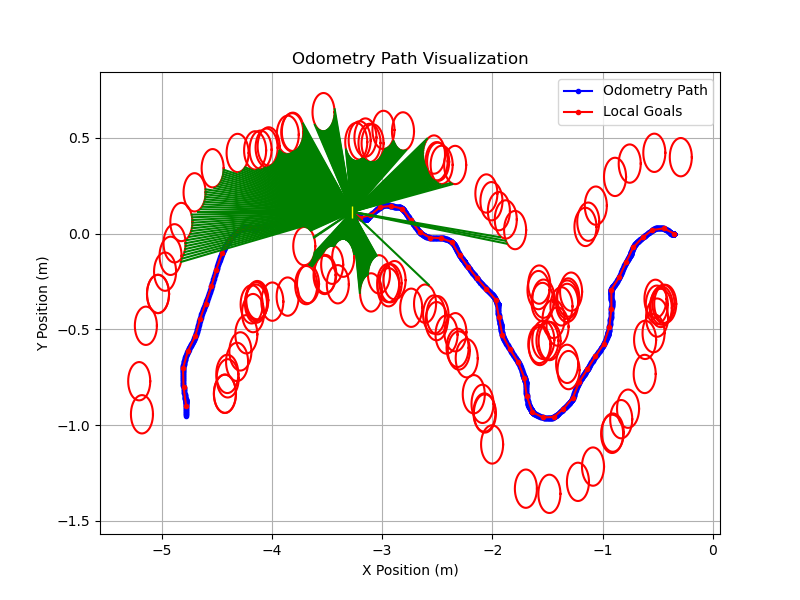 Odometry Path Visualization
Odometry Path
Local Goals
Y Position (m)
0.5
0.0
−0.5
−1.0
−1.5
−5
−4
−3
−2
−1
0
X Position (m)